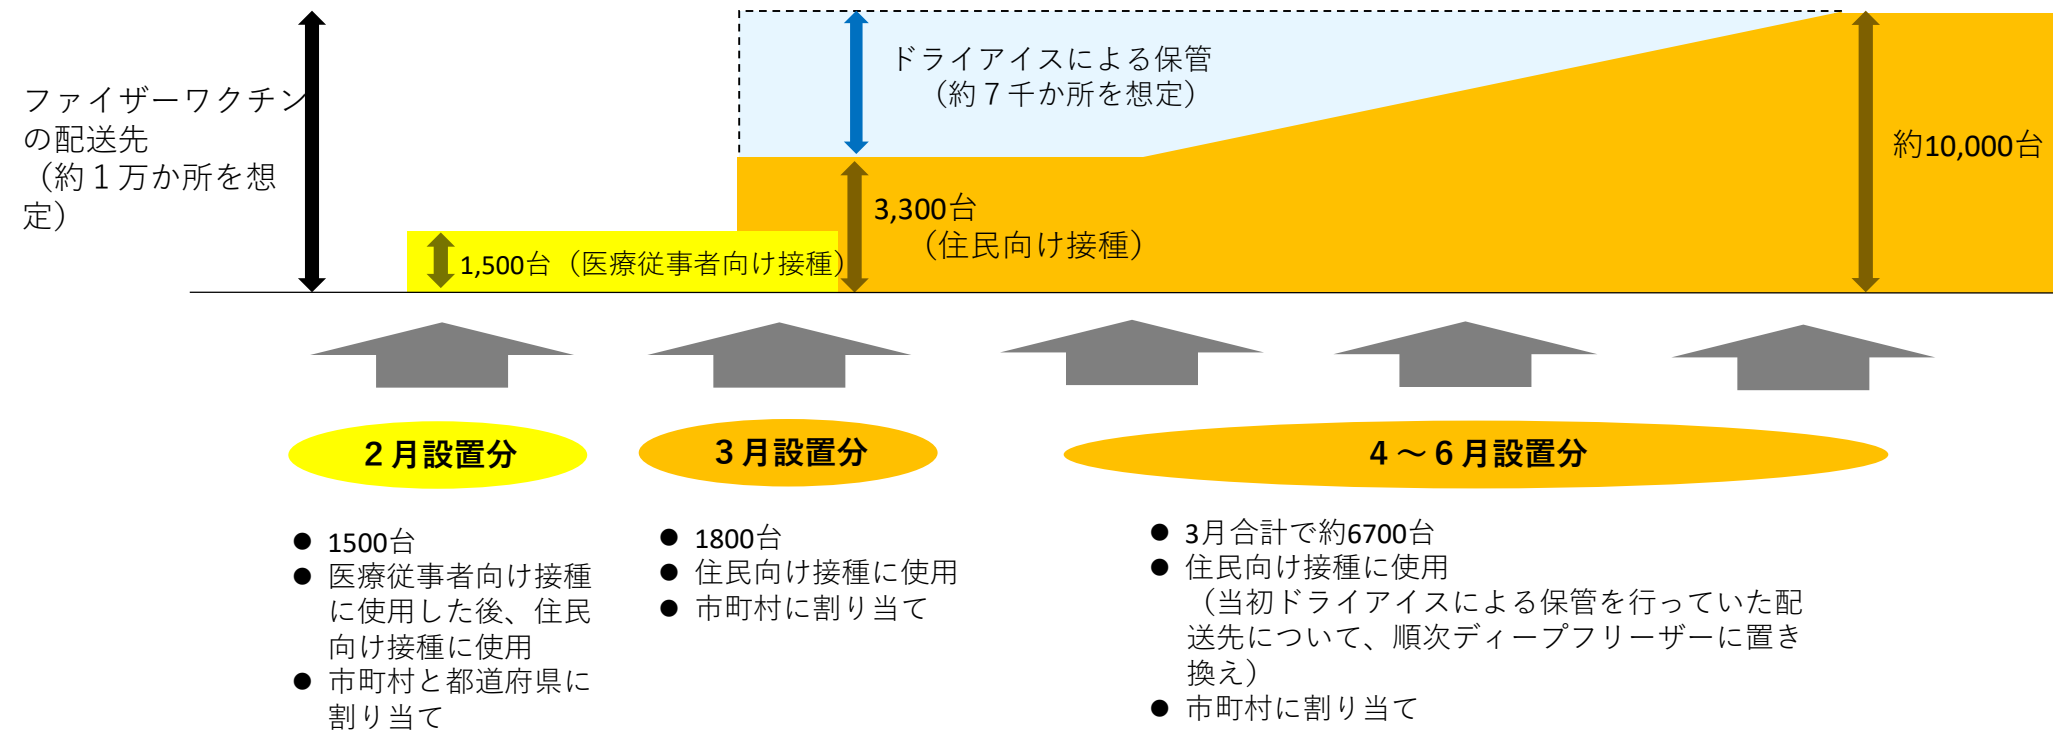 ファイザーワクチン
の配送先
（約１万か所を想
定）
ドライアイスによる保管
（約７千か所を想定）
約10,000台
3,300台
（住民向け接種）
1,500台（医療従事者向け接種）
２月設置分
３月設置分
４～６月設置分
● 1500台
● 医療従事者向け接種
に使用した後、住民
向け接種に使用
● 市町村と都道府県に
割り当て
● 1800台
● 住民向け接種に使用
● 市町村に割り当て
● 3月合計で約6700台
● 住民向け接種に使用
（当初ドライアイスによる保管を行っていた配
送先について、順次ディープフリーザーに置き
換え）
● 市町村に割り当て